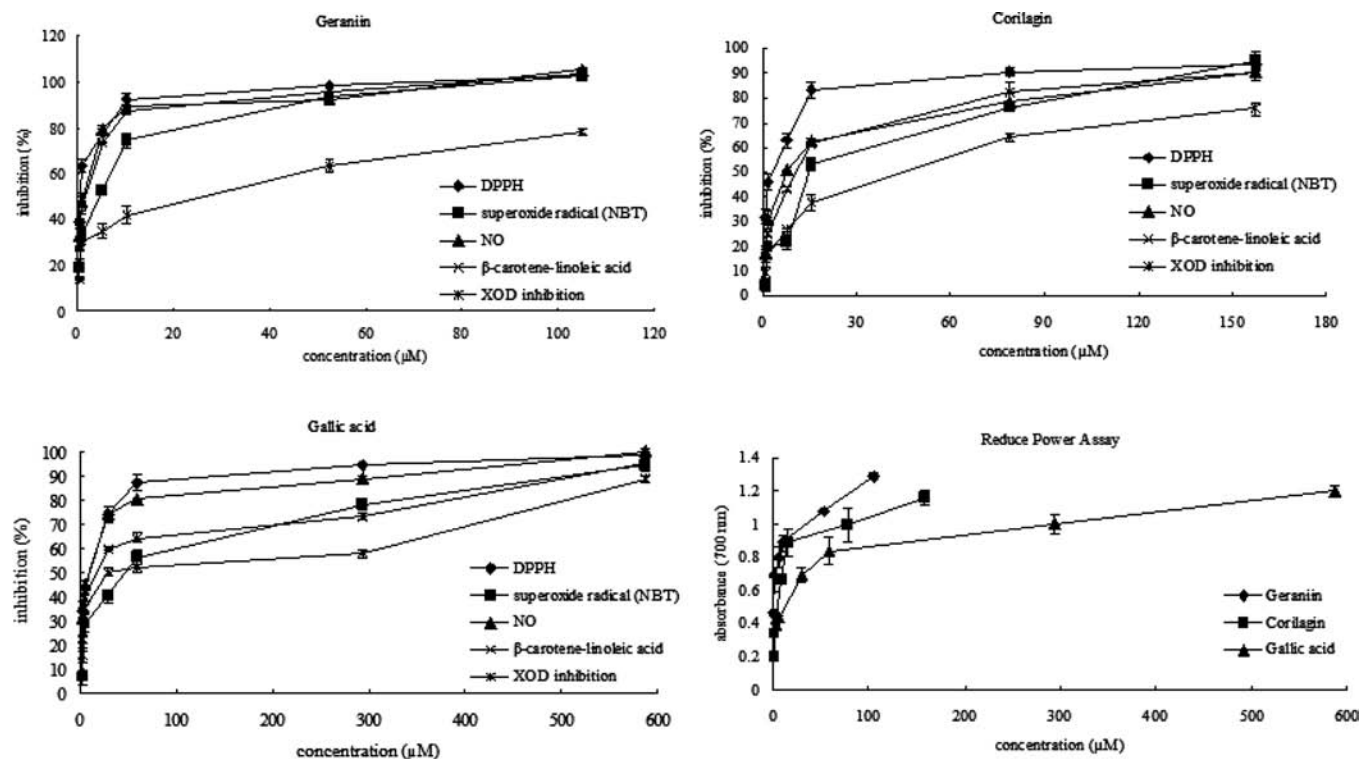 Geraniin
inhibition (%)
120
100
80
60
40
20
0
0 20 40 60 80 100 120
concentration (µM)
DPPH
superoxide radical (NBT)
NO
β-carotene-linoleic acid
XOD inhibition
Corilagin
inhibition (%)
100
90
80
70
60
50
40
30
20
10
0
0 30 60 90 120 150 180
concentration (µM)
DPPH
superoxide radical (NBT)
NO
β-carotene-linoleic acid
XOD inhibition
Gallic acid
inhibition (%)
100
90
80
70
60
50
40
30
20
10
0
0 100 200 300 400 500 600
concentration (µM)
DPPH
superoxide radical (NBT)
NO
β-carotene-linoleic acid
XOD inhibition
Reduce Power Assay
absorbance (700 nm)
1.4
1.2
1
0.8
0.6
0.4
0.2
0
0 100 200 300 400 500 600
concentration (µM)
Geraniin
Corilagin
Gallic acid